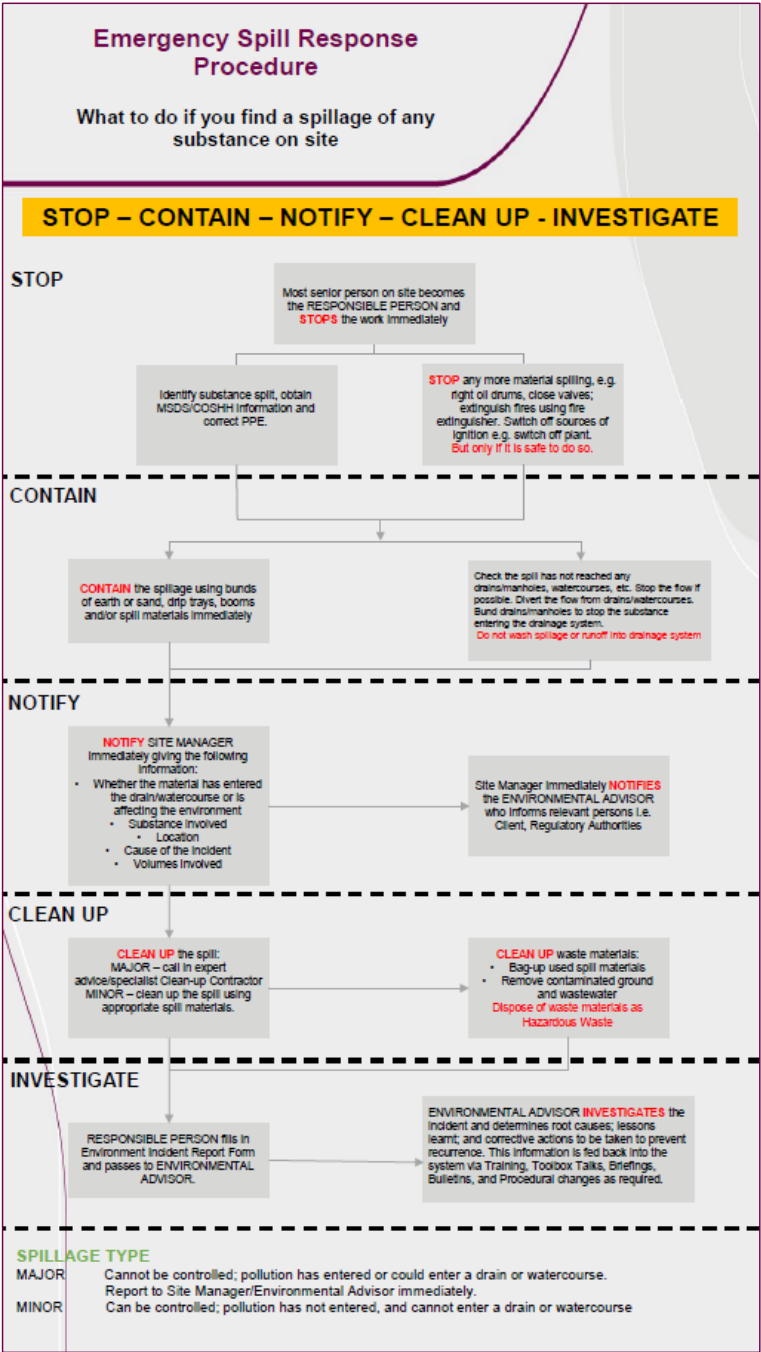 Emergency Spill Response
Procedure
What to do if you find a spillage of any
substance on site
STOP – CONTAIN – NOTIFY – CLEAN UP - INVESTIGATE
STOP
Most senior person on site becomes
the RESPONSIBLE PERSON and
STOPS the work immediately
Identify substance split, obtain
MSDS/COSHH information and
correct PPE.
STOP any more material spilling, e.g.
right oil drums, close valves;
extinguish fires using fire
extinguisher. Switch off sources of
ignition e.g. switch off plant.
But only if it is safe to do so.
CONTAIN
CONTAIN the spillage using bunds
of earth or sand, drip trays, booms
and/or spill materials immediately
Check the spill has not reached any
drains/manholes, watercourses, etc. Stop the flow if
possible. Divert the flow from drains/watercourses.
Bund drains/manholes to stop the substance
entering the drainage system.
Do not wash spillage or runoff into drainage system
NOTIFY
NOTIFY SITE MANAGER
immediately giving the following
information:
• Whether the material has entered
the drain/watercourse or is
affecting the environment
• Substance involved
• Location
• Cause of the incident
• Volumes involved
Site Manager immediately NOTIFIES
the ENVIRONMENTAL ADVISOR
who informs relevant persons i.e.
Client, Regulatory Authorities
CLEAN UP
CLEAN UP the spill:
MAJOR – call in expert
advice/specialist Clean-up Contractor
MINOR – clean up the spill using
appropriate spill materials.
CLEAN UP waste materials:
• Bag-up used spill materials
• Remove contaminated ground
and wastewater
Dispose of waste materials as
Hazardous Waste
INVESTIGATE
RESPONSIBLE PERSON fills in
Environment Incident Report Form
and passes to ENVIRONMENTAL
ADVISOR.
ENVIRONMENTAL ADVISOR INVESTIGATES the
incident and determines root causes; lessons
learnt; and corrective actions to be taken to prevent
recurrence. This information is fed back into the
system via Training, Toolbox Talks, Briefings,
Bulletins, and Procedural changes as required.
SPILLAGE TYPE
MAJOR Cannot be controlled; pollution has entered or could enter a drain or watercourse.
Report to Site Manager/Environmental Advisor immediately.
MINOR Can be controlled; pollution has not entered, and cannot enter a drain or watercourse